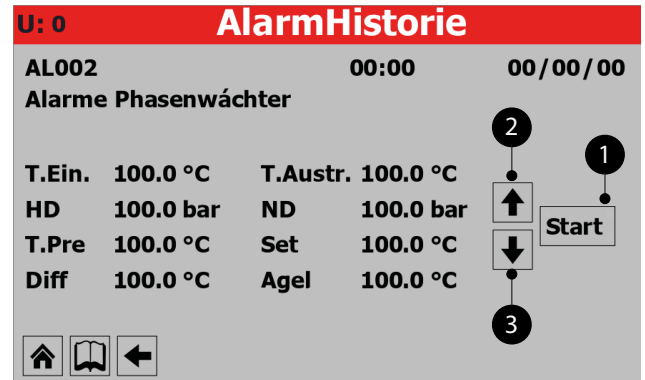 U: 0 AlarmHistorie
AL002 00:00 00/00/00
Alarme Phasenwáchter
2
1
T.Ein. 100.0 °C T.Austr. 100.0 °C
HD 100.0 bar ND 100.0 bar
Start
T.Pre 100.0 °C Set 100.0 °C
Diff 100.0 °C Agel 100.0 °C
3